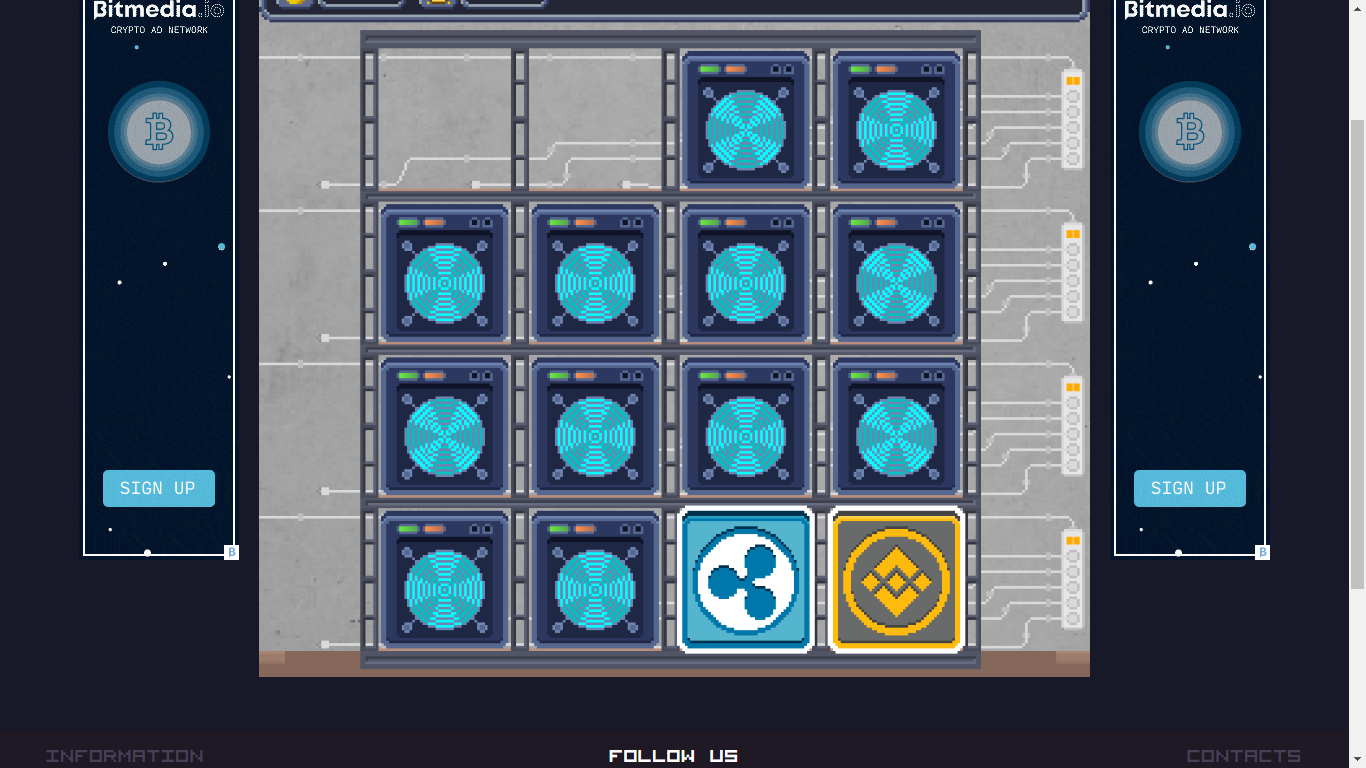 Bitmedia.io
CRYPTO AD NETWORK
SIGN UP
Bitmedia.io
CRYPTO AD NETWORK
SIGN UP
INFORMATION
FOLLOW US
CONTACTS